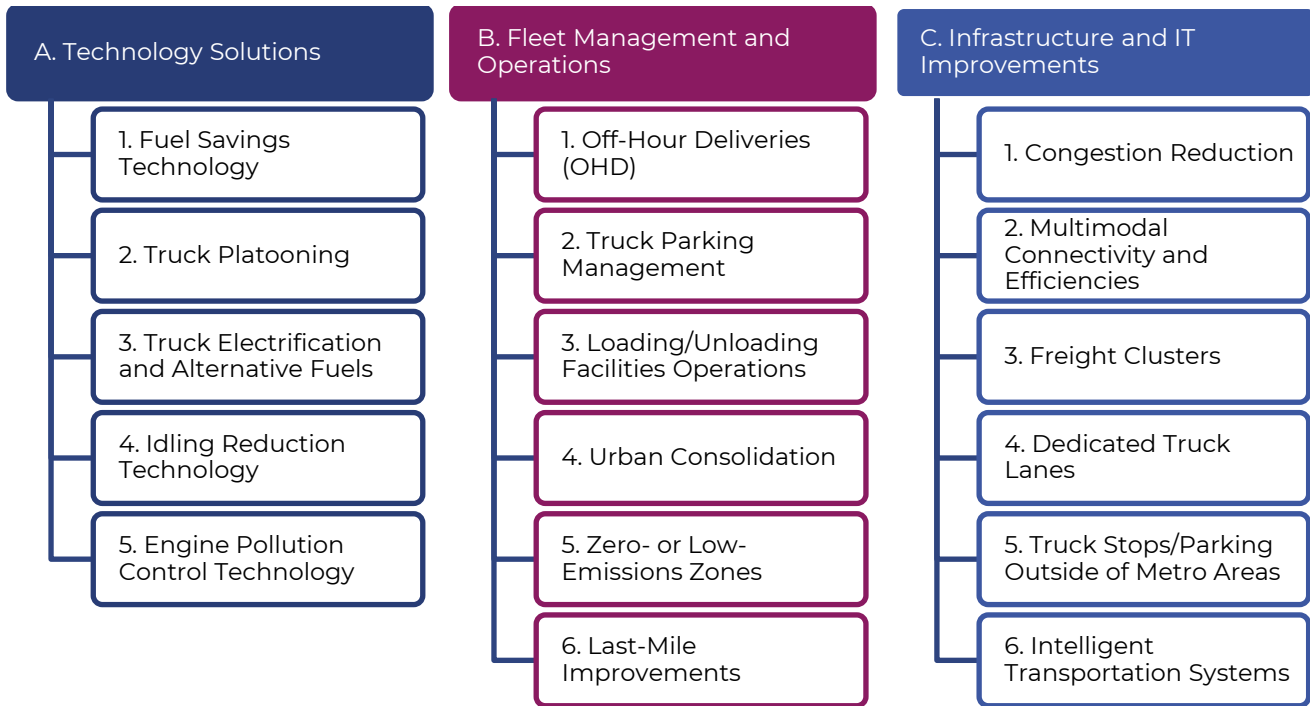 A. Technology Solutions
1. Fuel Savings
Technology
2. Truck Platooning
3. Truck Electrification
and Alternative Fuels
4. Idling Reduction
Technology
5. Engine Pollution
Control Technology
B. Fleet Management and
Operations
1. Off-Hour Deliveries
(OHD)
2. Truck Parking
Management
3. Loading/Unloading
Facilities Operations
4. Urban Consolidation
5. Zero- or Low-
Emissions Zones
6. Last-Mile
Improvements
C. Infrastructure and IT
Improvements
1. Congestion Reduction
2. Multimodal
Connectivity and
Efficiencies
3. Freight Clusters
4. Dedicated Truck
Lanes
5. Truck Stops/Parking
Outside of Metro Areas
6. Intelligent
Transportation Systems